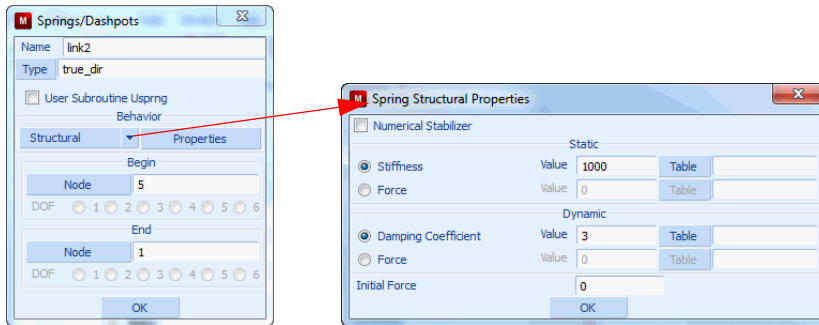 M Springs/Dashpots
Name link2
Type true_dir
User Subroutine Usprng
Behavior
Structural Properties
Begin
Node 5
DOF 1 2 3 4 5 6
End
Node 1
DOF 1 2 3 4 5 6
OK
M Spring Structural Properties
Numerical Stabilizer
Static
Stiffness Value 1000 Table
Force Value 0 Table
Dynamic
Damping Coefficient Value 3 Table
Force Value 0 Table
Initial Force 0
OK